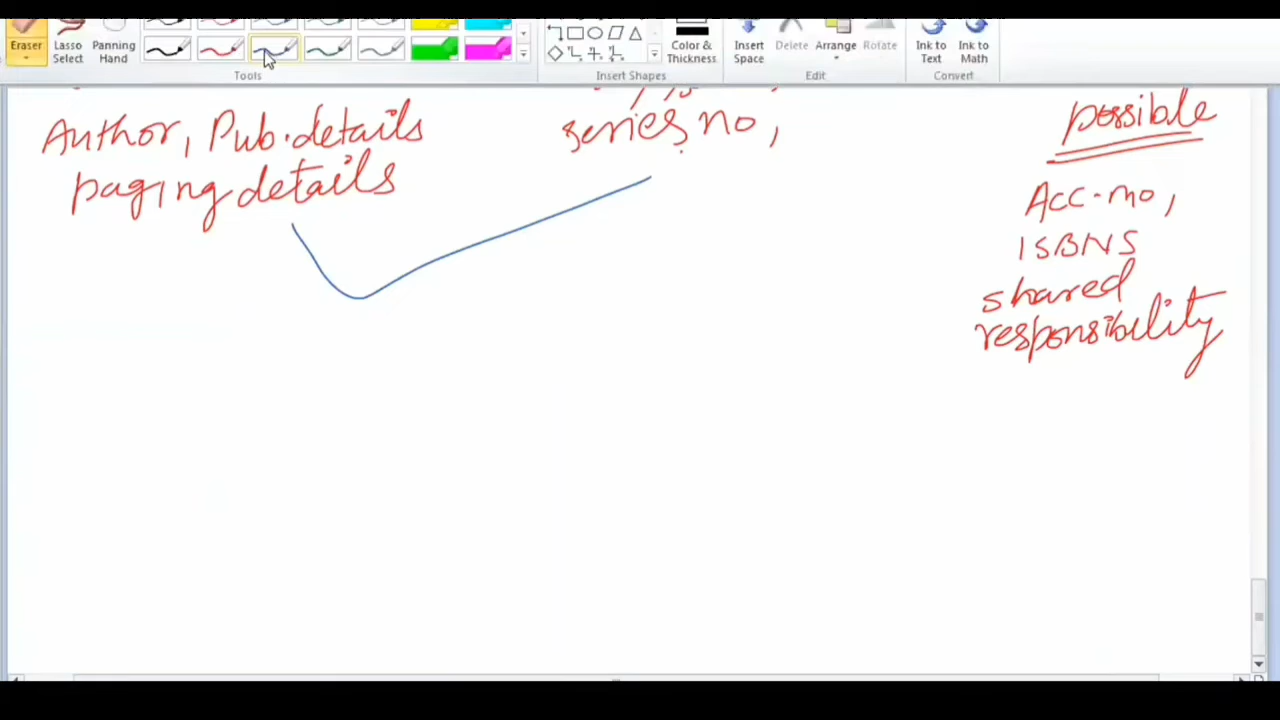 Eraser
Lasso
Select
Panning
Hand
Tools
Color &
Thickness
Insert Shapes
Insert
Space
Delete
Arrange
Rotate
Edit
Ink to
Text
Ink to
Math
Convert
Author, Pub. details
paging details
series no,
possible
Acc. no,
ISBNS
shared
responsibility